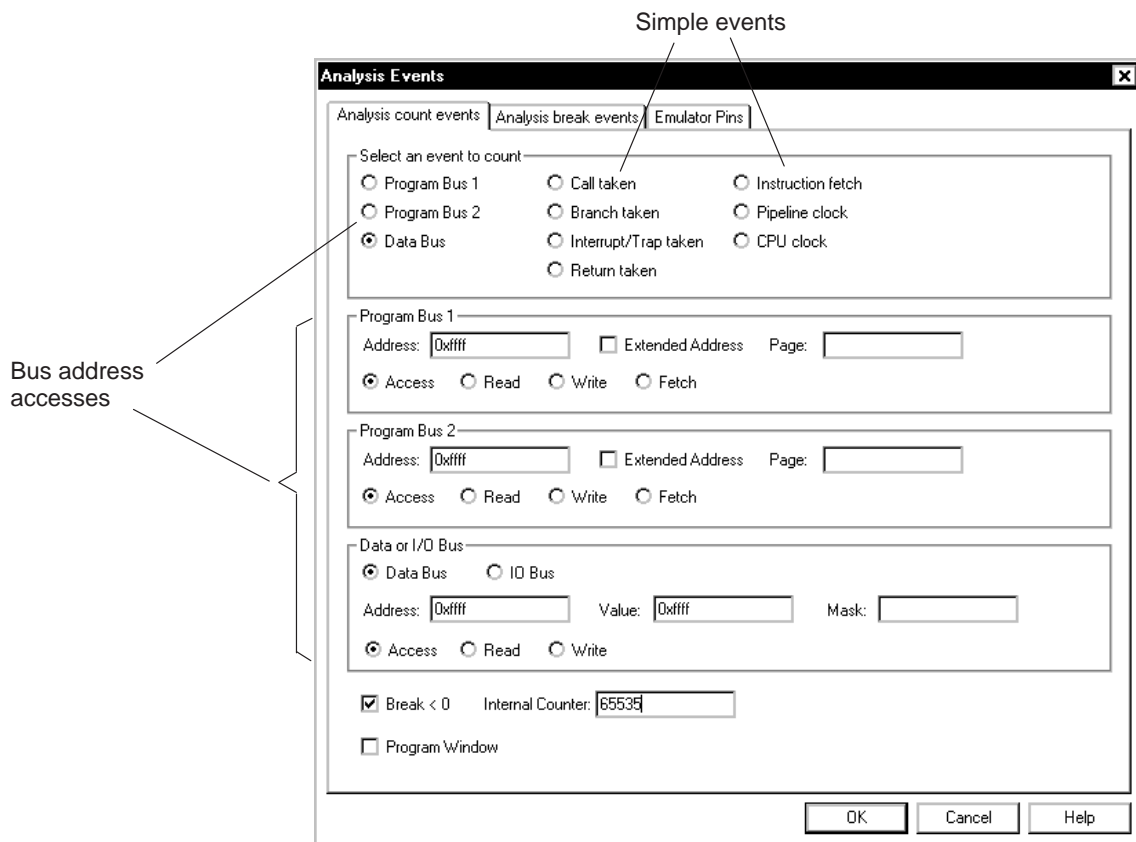 Simple events
Analysis Events
Analysis count events Analysis break events Emulator Pins
Select an event to count
Program Bus 1 Call taken Instruction fetch
Program Bus 2 Branch taken Pipeline clock
Data Bus Interrupt/Trap taken CPU clock
Return taken
Program Bus 1
Address: 0xffff Extended Address Page:
Access Read Write Fetch
Bus address
accesses
Program Bus 2
Address: 0xffff Extended Address Page:
Access Read Write Fetch
Data or I/O Bus
Data Bus IO Bus
Address: 0xffff Value: 0xffff Mask:
Access Read Write
Break < 0 Internal Counter: 65535
Program Window
OK Cancel Help